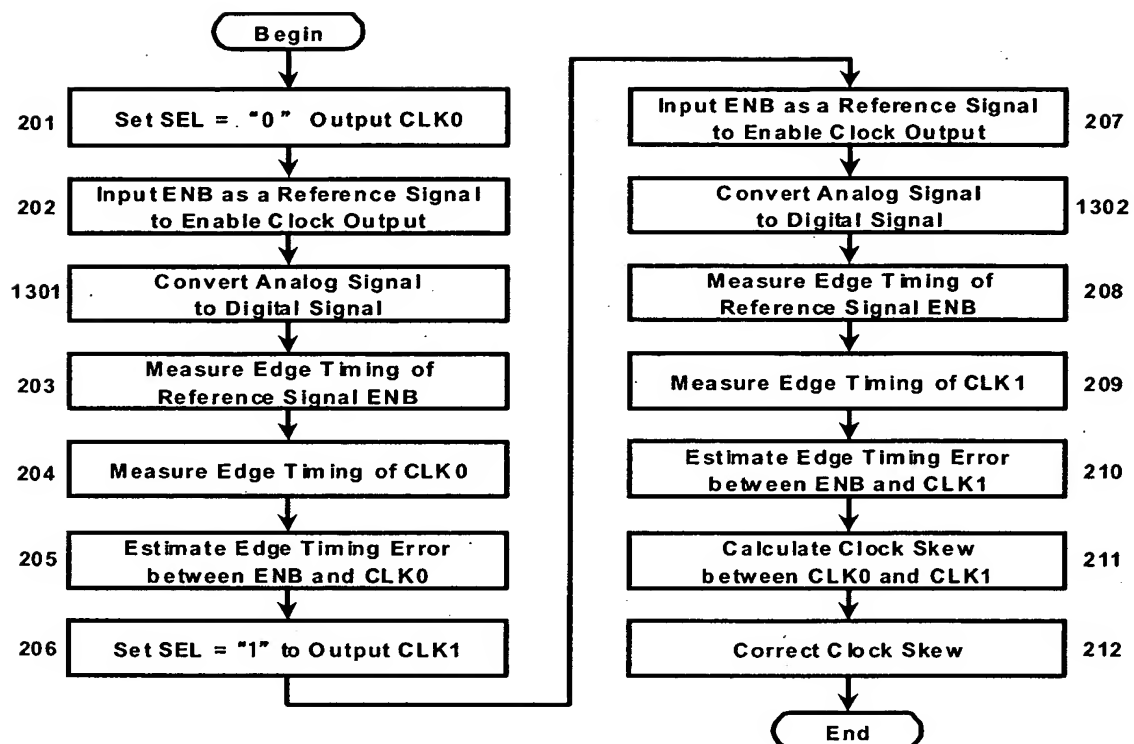 Begin
201
Set SEL = "0" Output CLK0
202
Input ENB as a Reference Signal
to Enable Clock Output
1301
Convert Analog Signal
to Digital Signal
203
Measure Edge Timing of
Reference Signal ENB
204
Measure Edge Timing of CLK0
205
Estimate Edge Timing Error
between ENB and CLK0
206
Set SEL = "1" to Output CLK1
Input ENB as a Reference Signal
to Enable Clock Output
207
Convert Analog Signal
to Digital Signal
1302
Measure Edge Timing of
Reference Signal ENB
208
Measure Edge Timing of CLK1
209
Estimate Edge Timing Error
between ENB and CLK1
210
Calculate Clock Skew
between CLK0 and CLK1
211
Correct Clock Skew
212
End